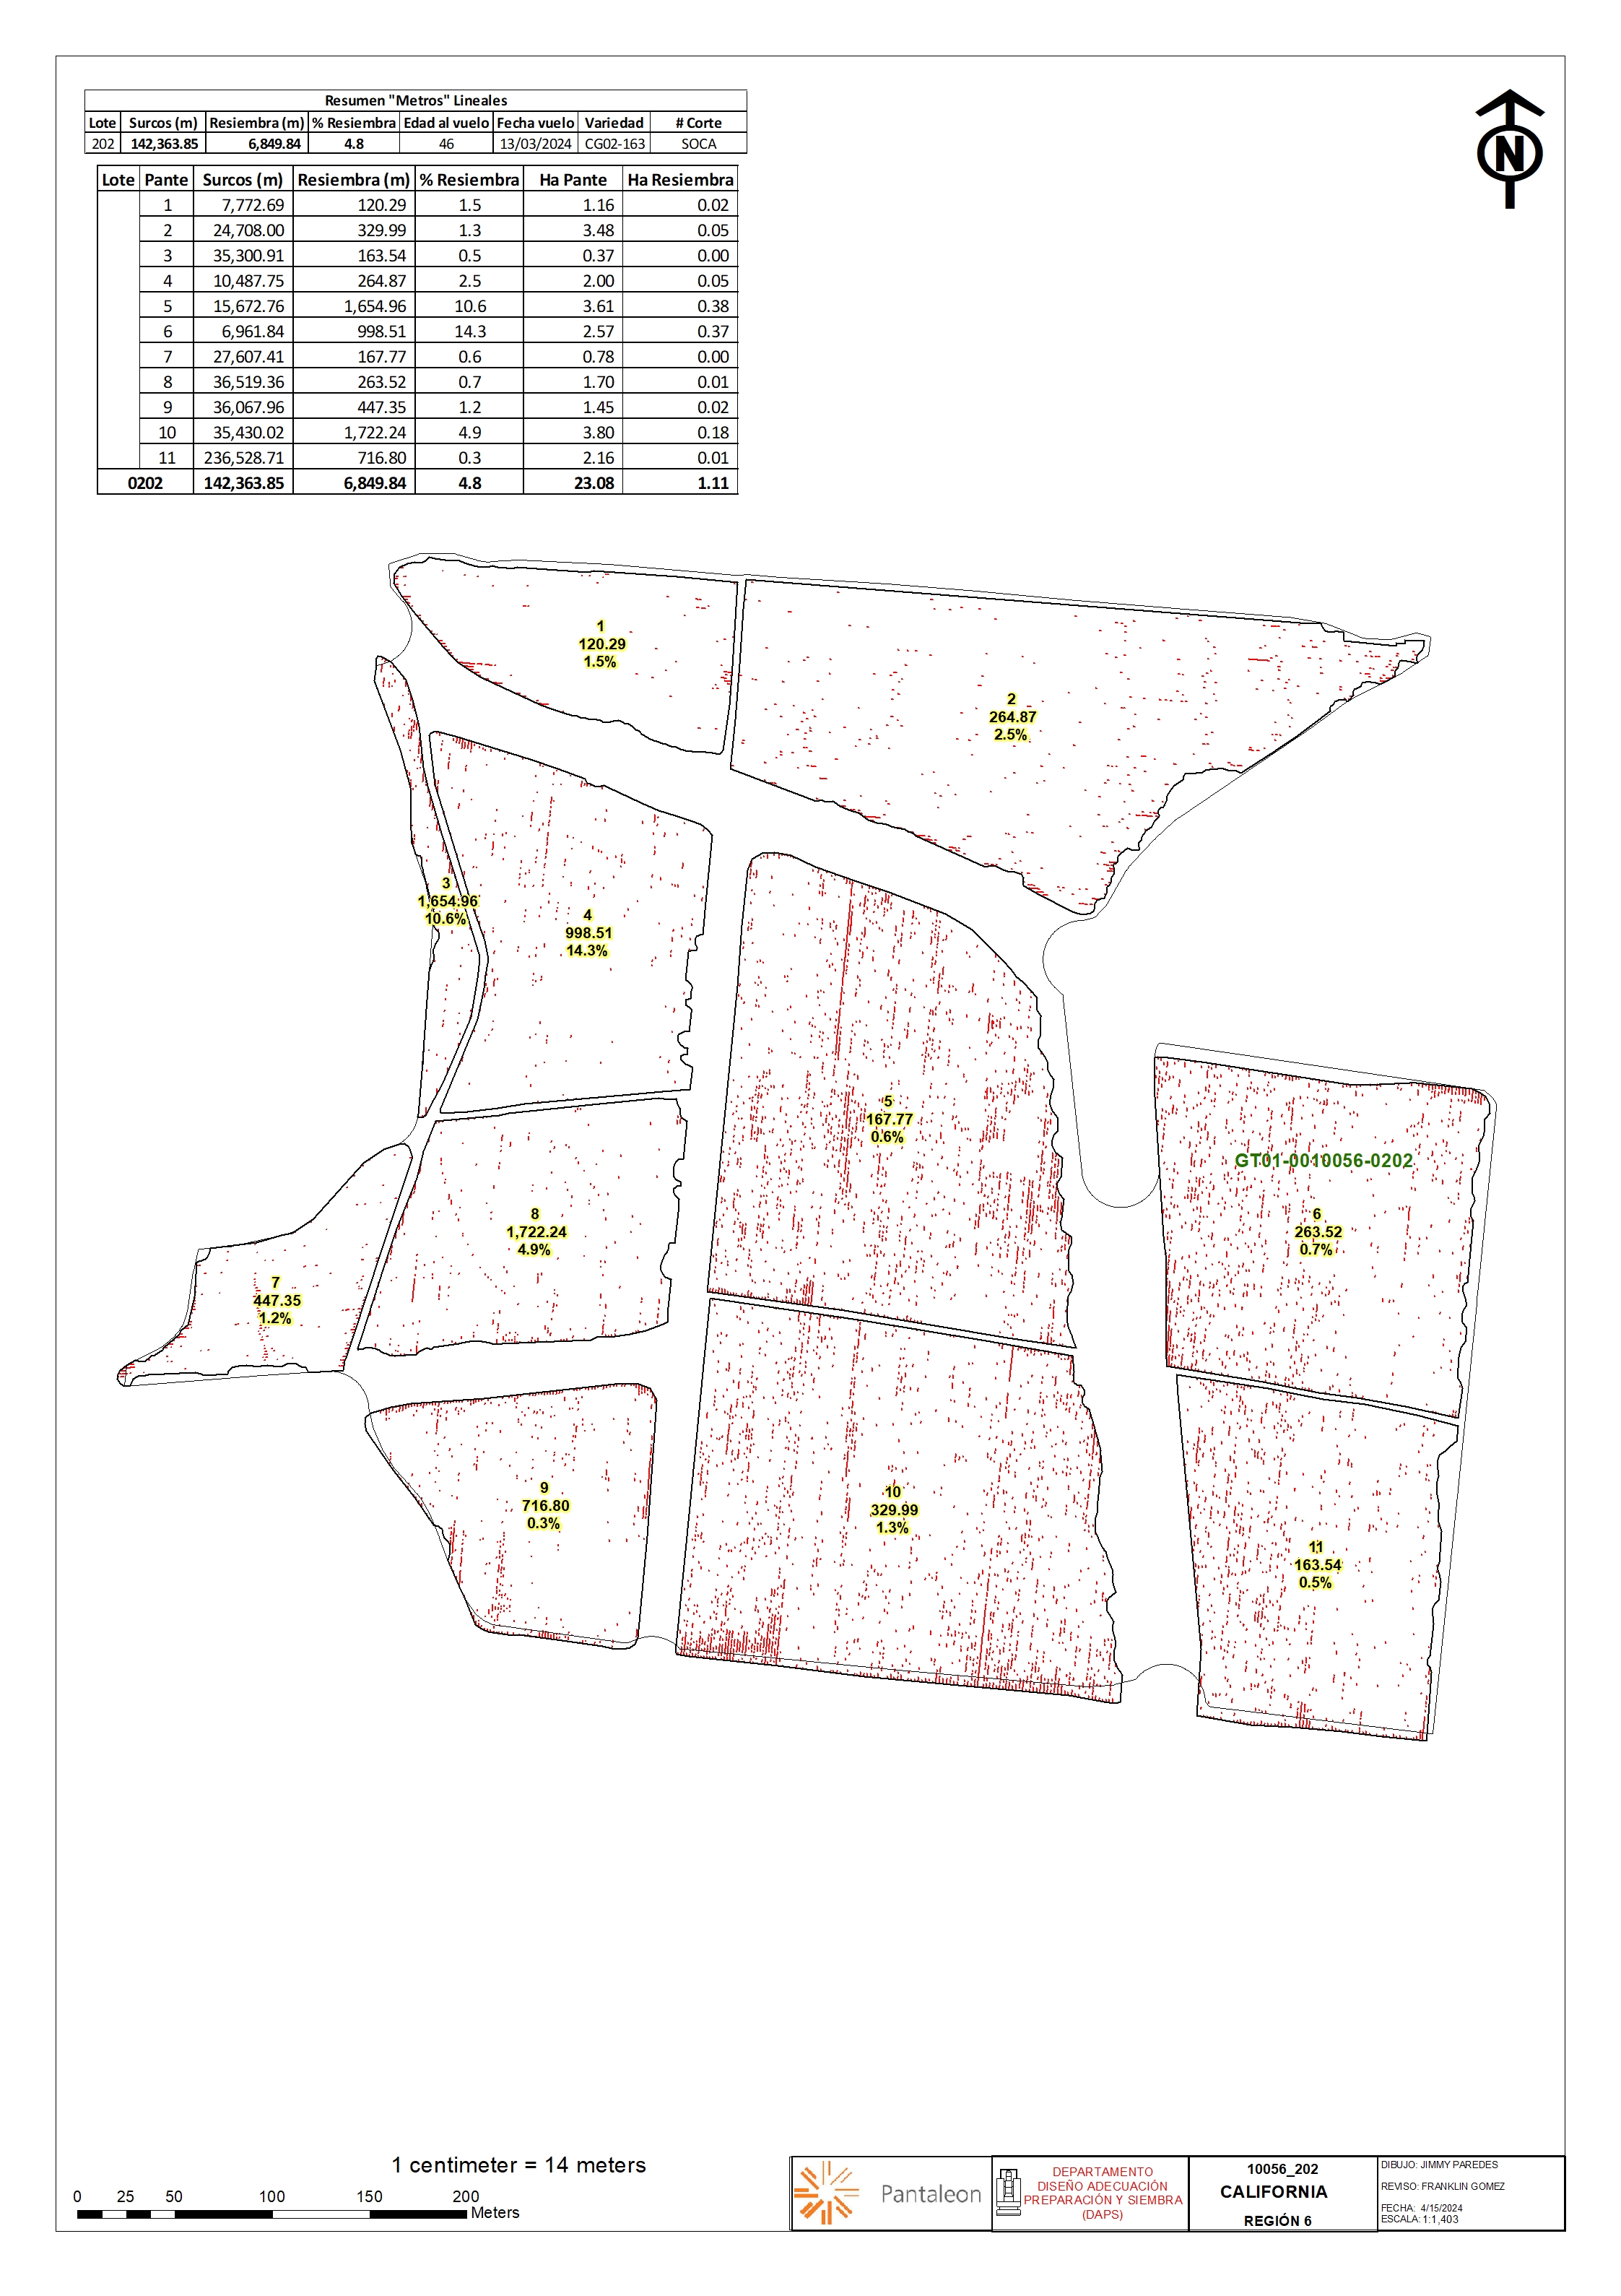 Resumen "Metros" Lineales
Lote Surcos (m) Resiembra (m) % Resiembra Edad al vuelo Fecha vuelo Variedad # Corte
202 142,363.85 6,849.84 4.8 46 13/03/2024 CG02-163 SOCA
Lote Pante Surcos (m) Resiembra (m) % Resiembra Ha Pante Ha Resiembra
1 7,772.69 120.29 1.5 1.16 0.02
2 24,708.00 329.99 1.3 3.48 0.05
3 35,300.91 163.54 0.5 0.37 0.00
4 10,487.75 264.87 2.5 2.00 0.05
5 15,672.76 1,654.96 10.6 3.61 0.38
6 6,961.84 998.51 14.3 2.57 0.37
7 27,607.41 167.77 0.6 0.78 0.00
8 36,519.36 263.52 0.7 1.70 0.01
9 36,067.96 447.35 1.2 1.45 0.02
10 35,430.02 1,722.24 4.9 3.80 0.18
11 236,528.71 716.80 0.3 2.16 0.01
0202 142,363.85 6,849.84 4.8 23.08 1.11
N
1
120.29
1.5%
2
264.87
2.5%
3
1,654.96
10.6%
4
998.51
14.3%
5
167.77
0.6%
GT01-0010056-0202
6
263.52
0.7%
8
1,722.24
4.9%
7
447.35
1.2%
9
716.80
0.3%
10
329.99
1.3%
11
163.54
0.5%
1 centimeter = 14 meters
0 25 50 100 150 200
Meters
Pantaleon
DEPARTAMENTO
DISEÑO ADECUACIÓN
PREPARACIÓN Y SIEMBRA
(DAPS)
10056_202
CALIFORNIA
REGIÓN 6
DIBUJO: JIMMY PAREDES
REVISO: FRANKLIN GOMEZ
FECHA: 4/15/2024
ESCALA: 1:1,403